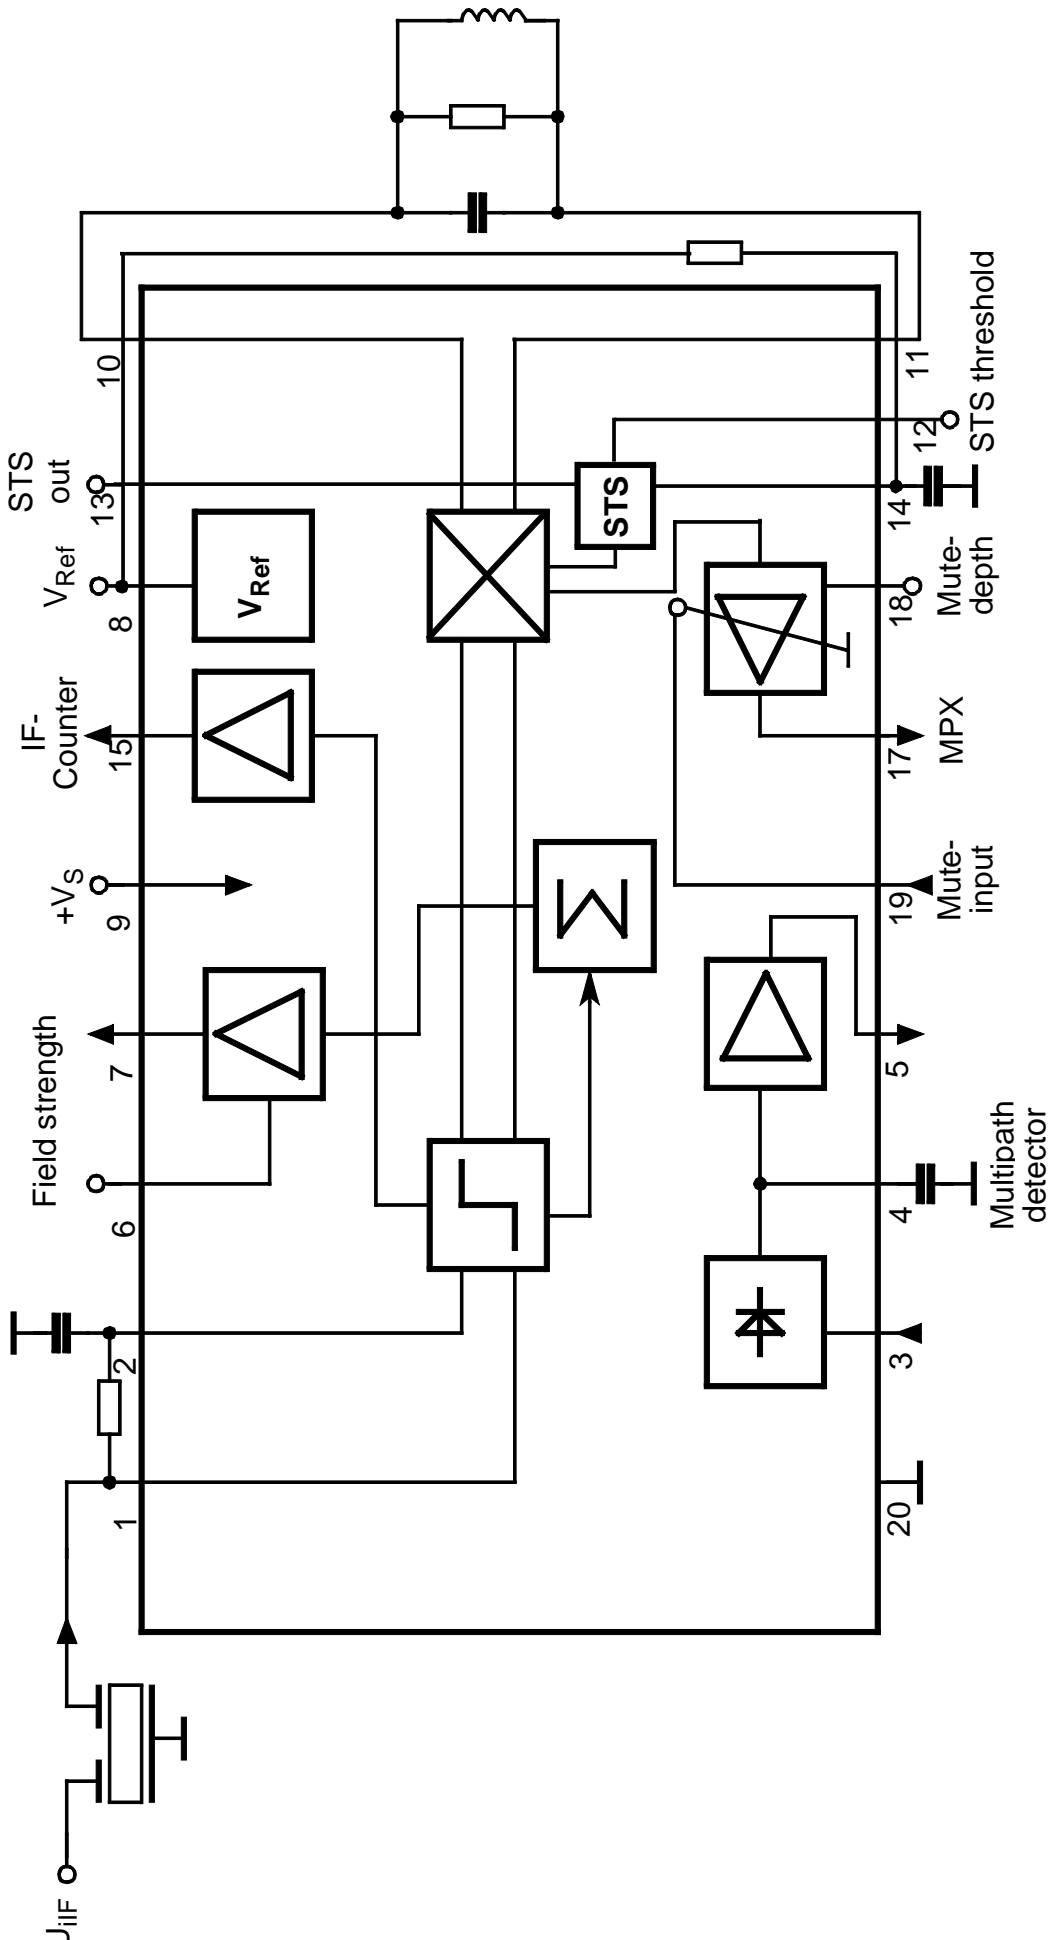 UiIF
Field strength
+VS
IF-
Counter
VRef
STS
out
1
2
6
7
9
15
8
13
10
VRef
STS
20
3
4
5
19
17
18
14
12
11
Multipath
detector
Mute-
input
MPX
Mute-
depth
STS threshold